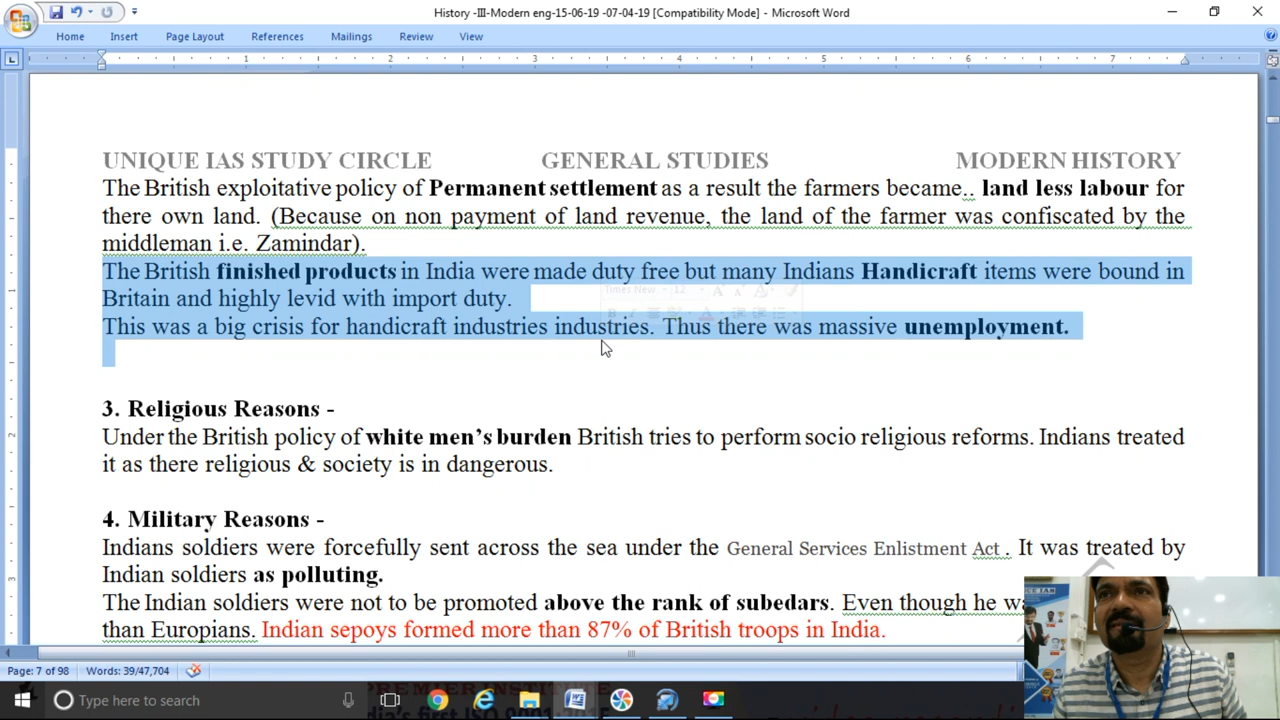 History -III-Modern eng-15-06-19 -07-04-19 [Compatibility Mode] - Microsoft Word
Home Insert Page Layout References Mailings Review View
1 2 3 4 5 6 7
UNIQUE IAS STUDY CIRCLE GENERAL STUDIES MODERN HISTORY
The British exploitative policy of Permanent settlement as a result the farmers became.. land less labour for
there own land. (Because on non payment of land revenue, the land of the farmer was confiscated by the
middleman i.e. Zamindar).
The British finished products in India were made duty free but many Indians Handicraft items were bound in
Britain and highly levid with import duty.
This was a big crisis for handicraft industries industries. Thus there was massive unemployment.
3. Religious Reasons -
Under the British policy of white men's burden British tries to perform socio religious reforms. Indians treated
it as there religious & society is in dangerous.
4. Military Reasons -
Indians soldiers were forcefully sent across the sea under the General Services Enlistment Act . It was treated by
Indian soldiers as polluting.
The Indian soldiers were not to be promoted above the rank of subedars. Even though he
than Europians. Indian sepoys formed more than 87% of British troops in India.
Page: 7 of 98 Words: 39/47,704
Type here to search